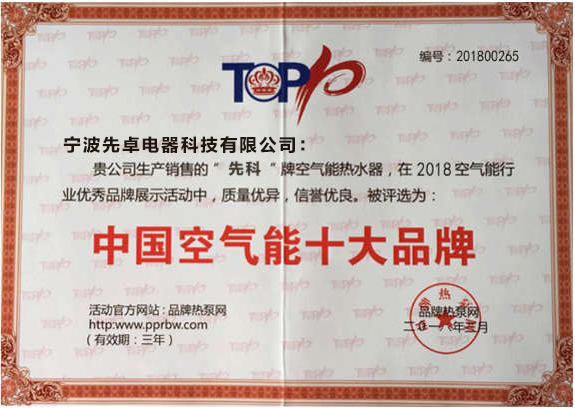 编号：201800265
TOP10
宁波先卓电器科技有限公司：
贵公司生产销售的“先科“牌空气能热水器，在2018空气能行
业优秀品牌展示活动中，质量优异，信誉优良。被评选为：
中国空气能十大品牌
活动官方网站：品牌热泵网
http:www.pprbw.com
（有效期：三年）
品牌热泵网
二〇一八年三月